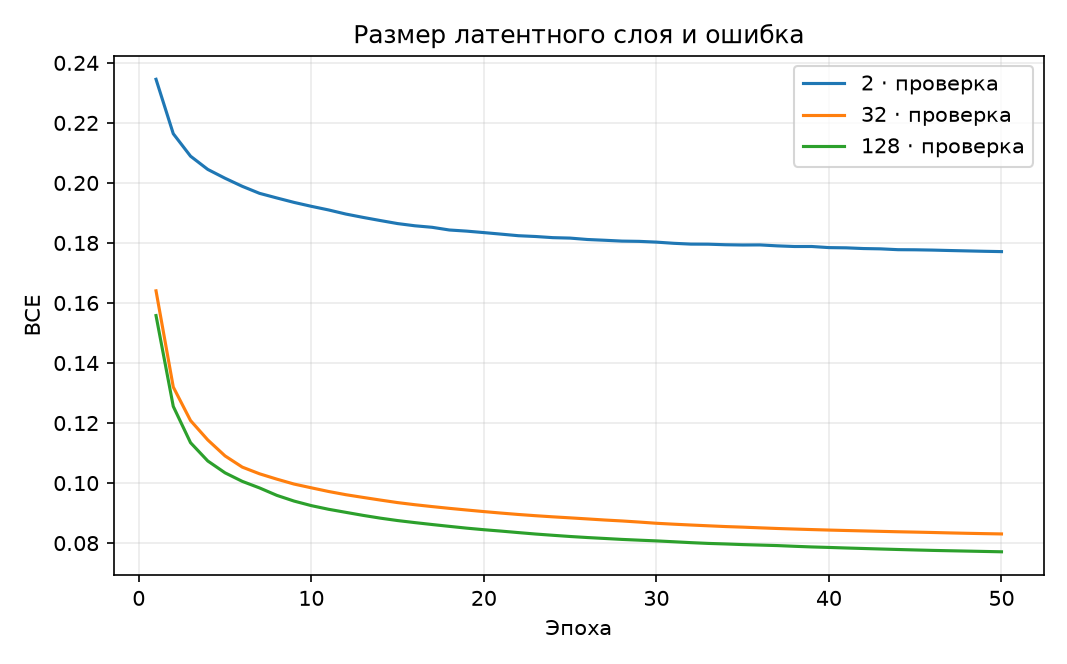 Размер латентного слоя и ошибка
2 · проверка
32 · проверка
128 · проверка
BCE
0.24
0.22
0.20
0.18
0.16
0.14
0.12
0.10
0.08
0
10
20
30
40
50
Эпоха